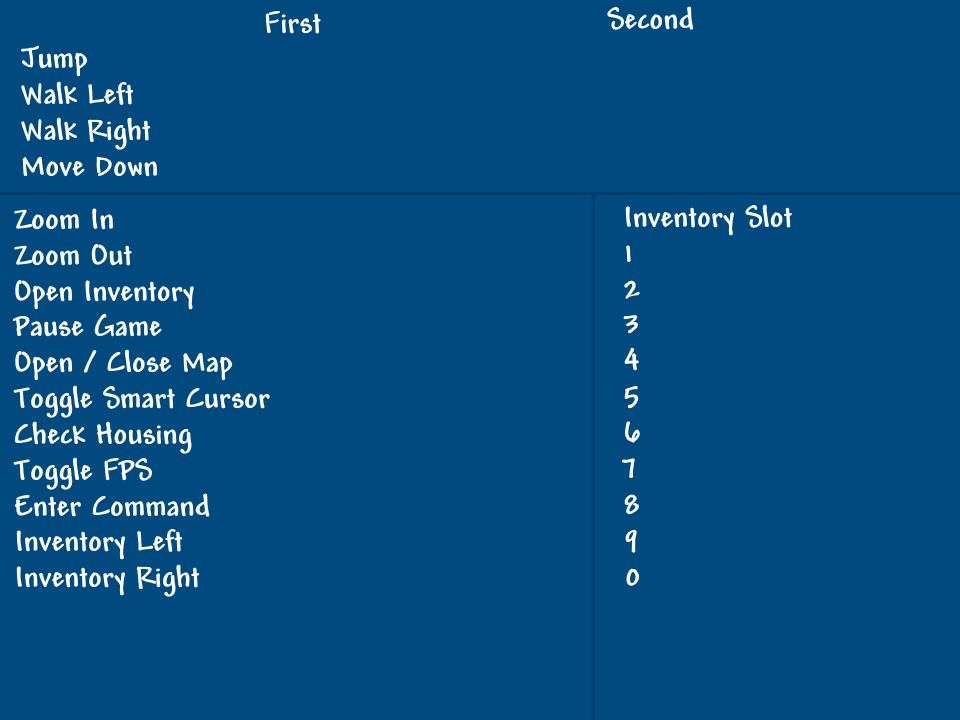 First Second
Jump
Walk Left
Walk Right
Move Down
Zoom In
Zoom Out
Open Inventory
Pause Game
Open / Close Map
Toggle Smart Cursor
Check Housing
Toggle FPS
Enter Command
Inventory Left
Inventory Right
Inventory Slot
1
2
3
4
5
6
7
8
9
0